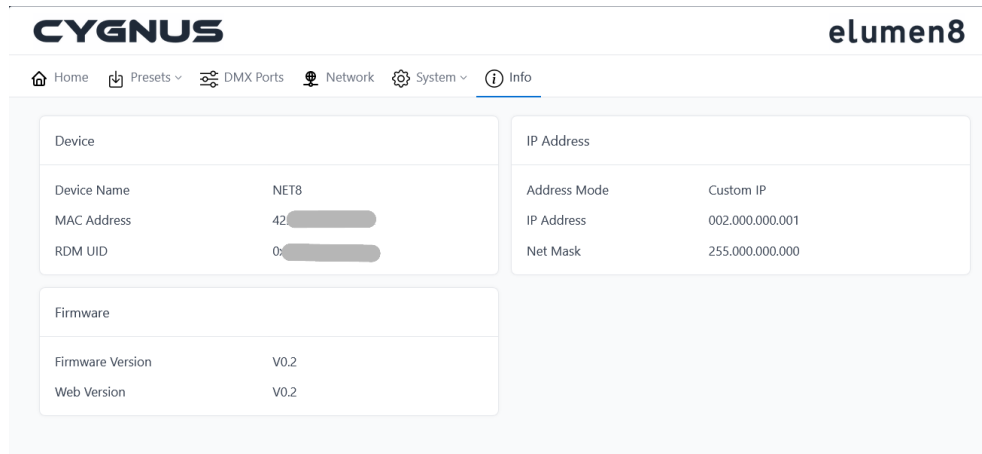 CYGNUS
elumen8
Home Presets DMX Ports Network System Info
Device
Device Name NET8
MAC Address 42:
RDM UID 0x
IP Address
Address Mode Custom IP
IP Address 002.000.000.001
Net Mask 255.000.000.000
Firmware
Firmware Version V0.2
Web Version V0.2